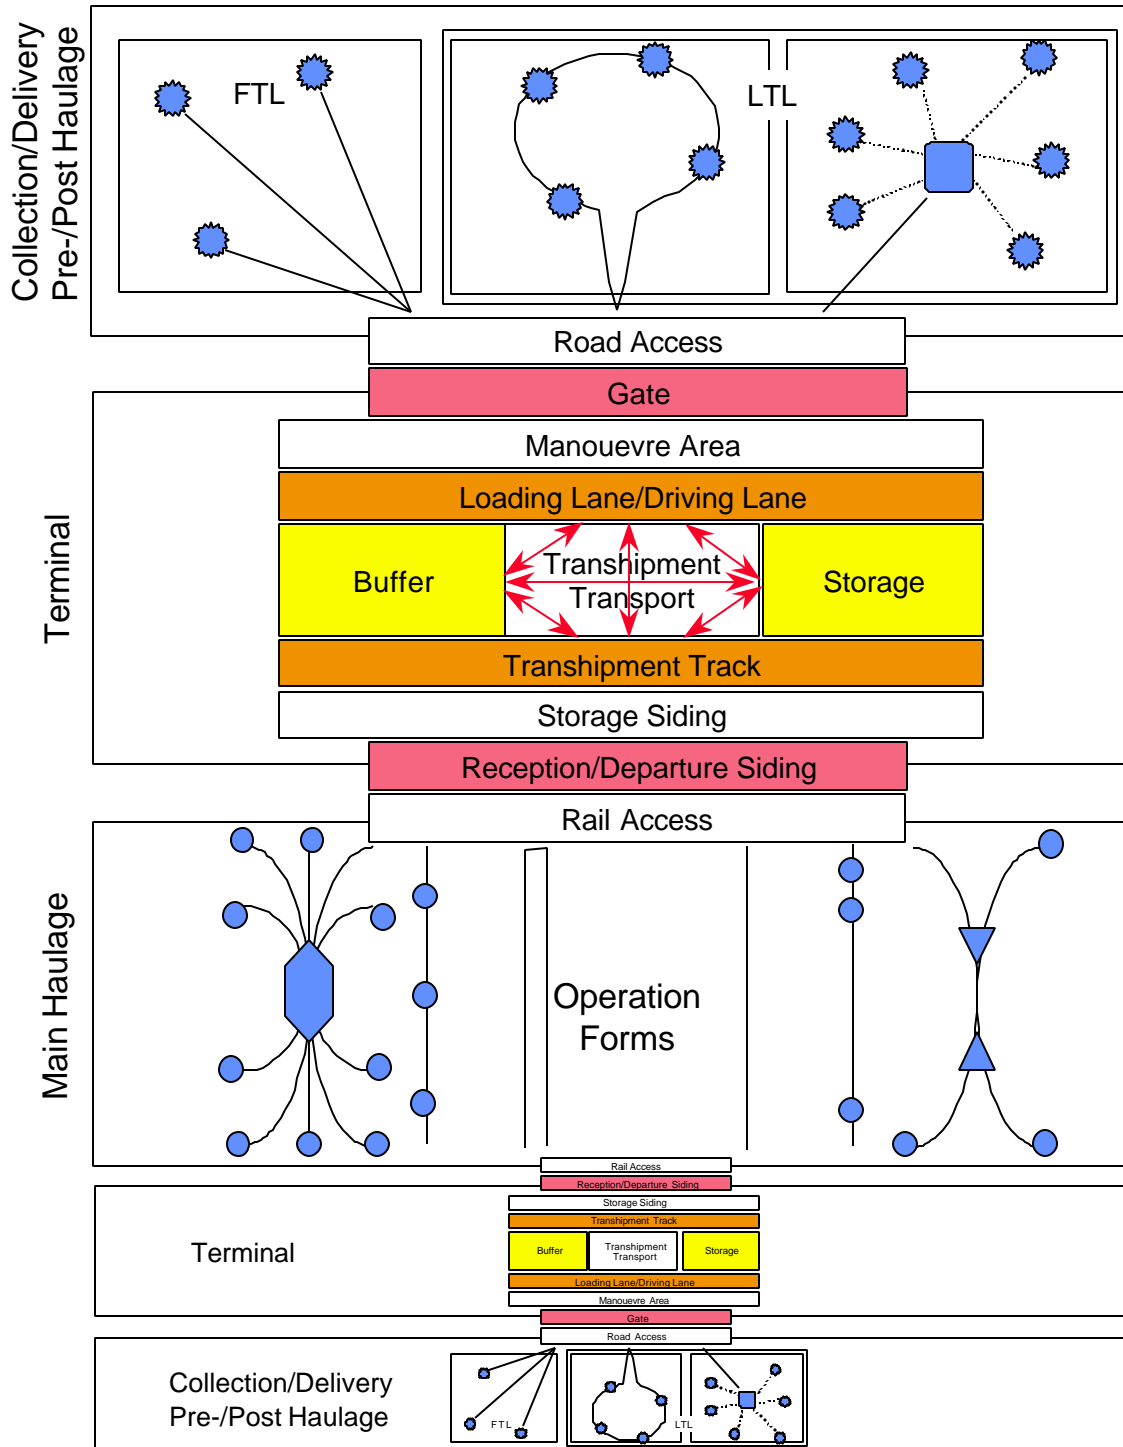 Collection/Delivery
Pre-/Post Haulage
FTL
LTL
Road Access
Gate
Manouevre Area
Loading Lane/Driving Lane
Terminal
Buffer
Transhipment
Transport
Storage
Transhipment Track
Storage Siding
Reception/Departure Siding
Rail Access
Main Haulage
Operation
Forms
Rail Access
Reception/Departure Siding
Storage Siding
Transhipment Track
Terminal
Buffer
Transhipment
Transport
Storage
Loading Lane/Driving Lane
Manouevre Area
Gate
Road Access
Collection/Delivery
Pre-/Post Haulage
FTL
LTL